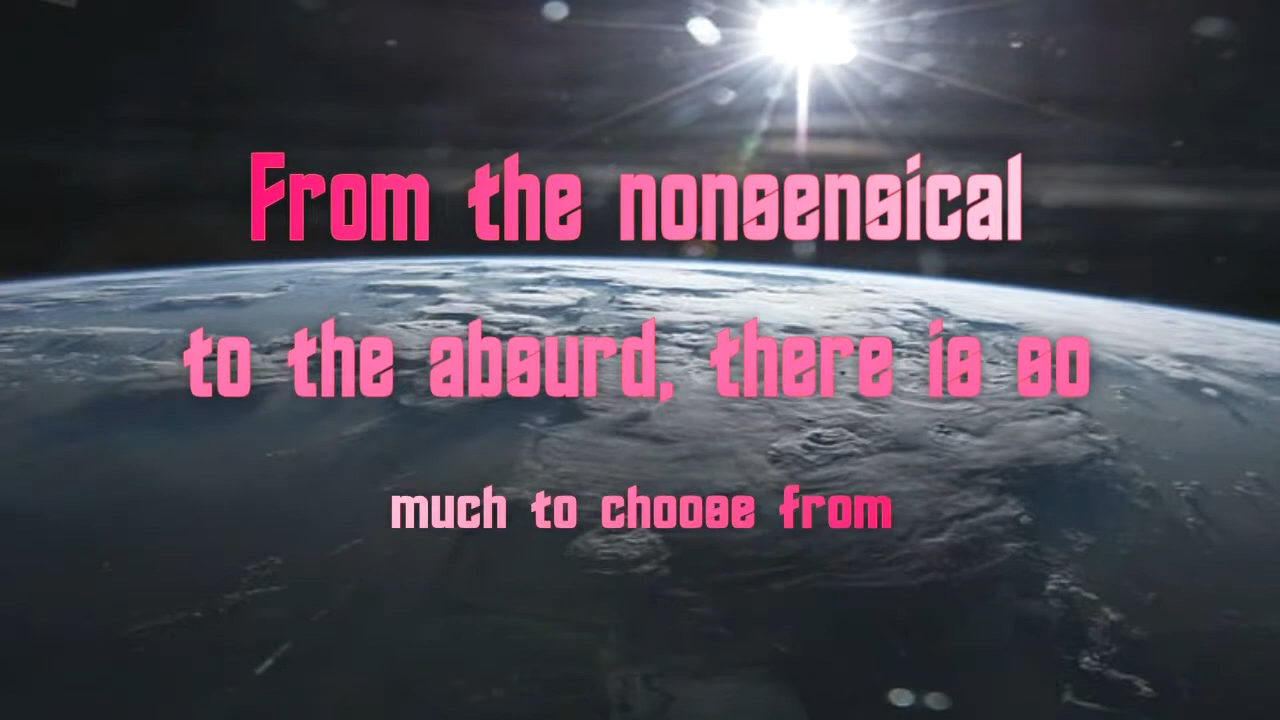 From the nonsensical
to the absurd, there is so
much to choose from